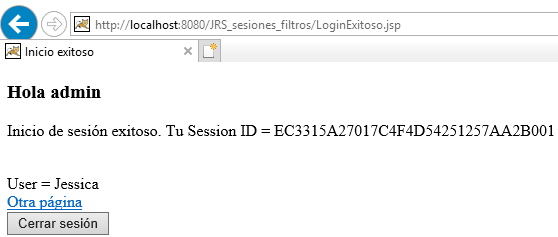 http://localhost:8080/JRS_sesiones_filtros/LoginExitoso.jsp
Inicio exitoso
Hola admin
Inicio de sesión exitoso. Tu Session ID = EC3315A27017C4F4D54251257AA2B001
User = Jessica
Otra página
Cerrar sesión